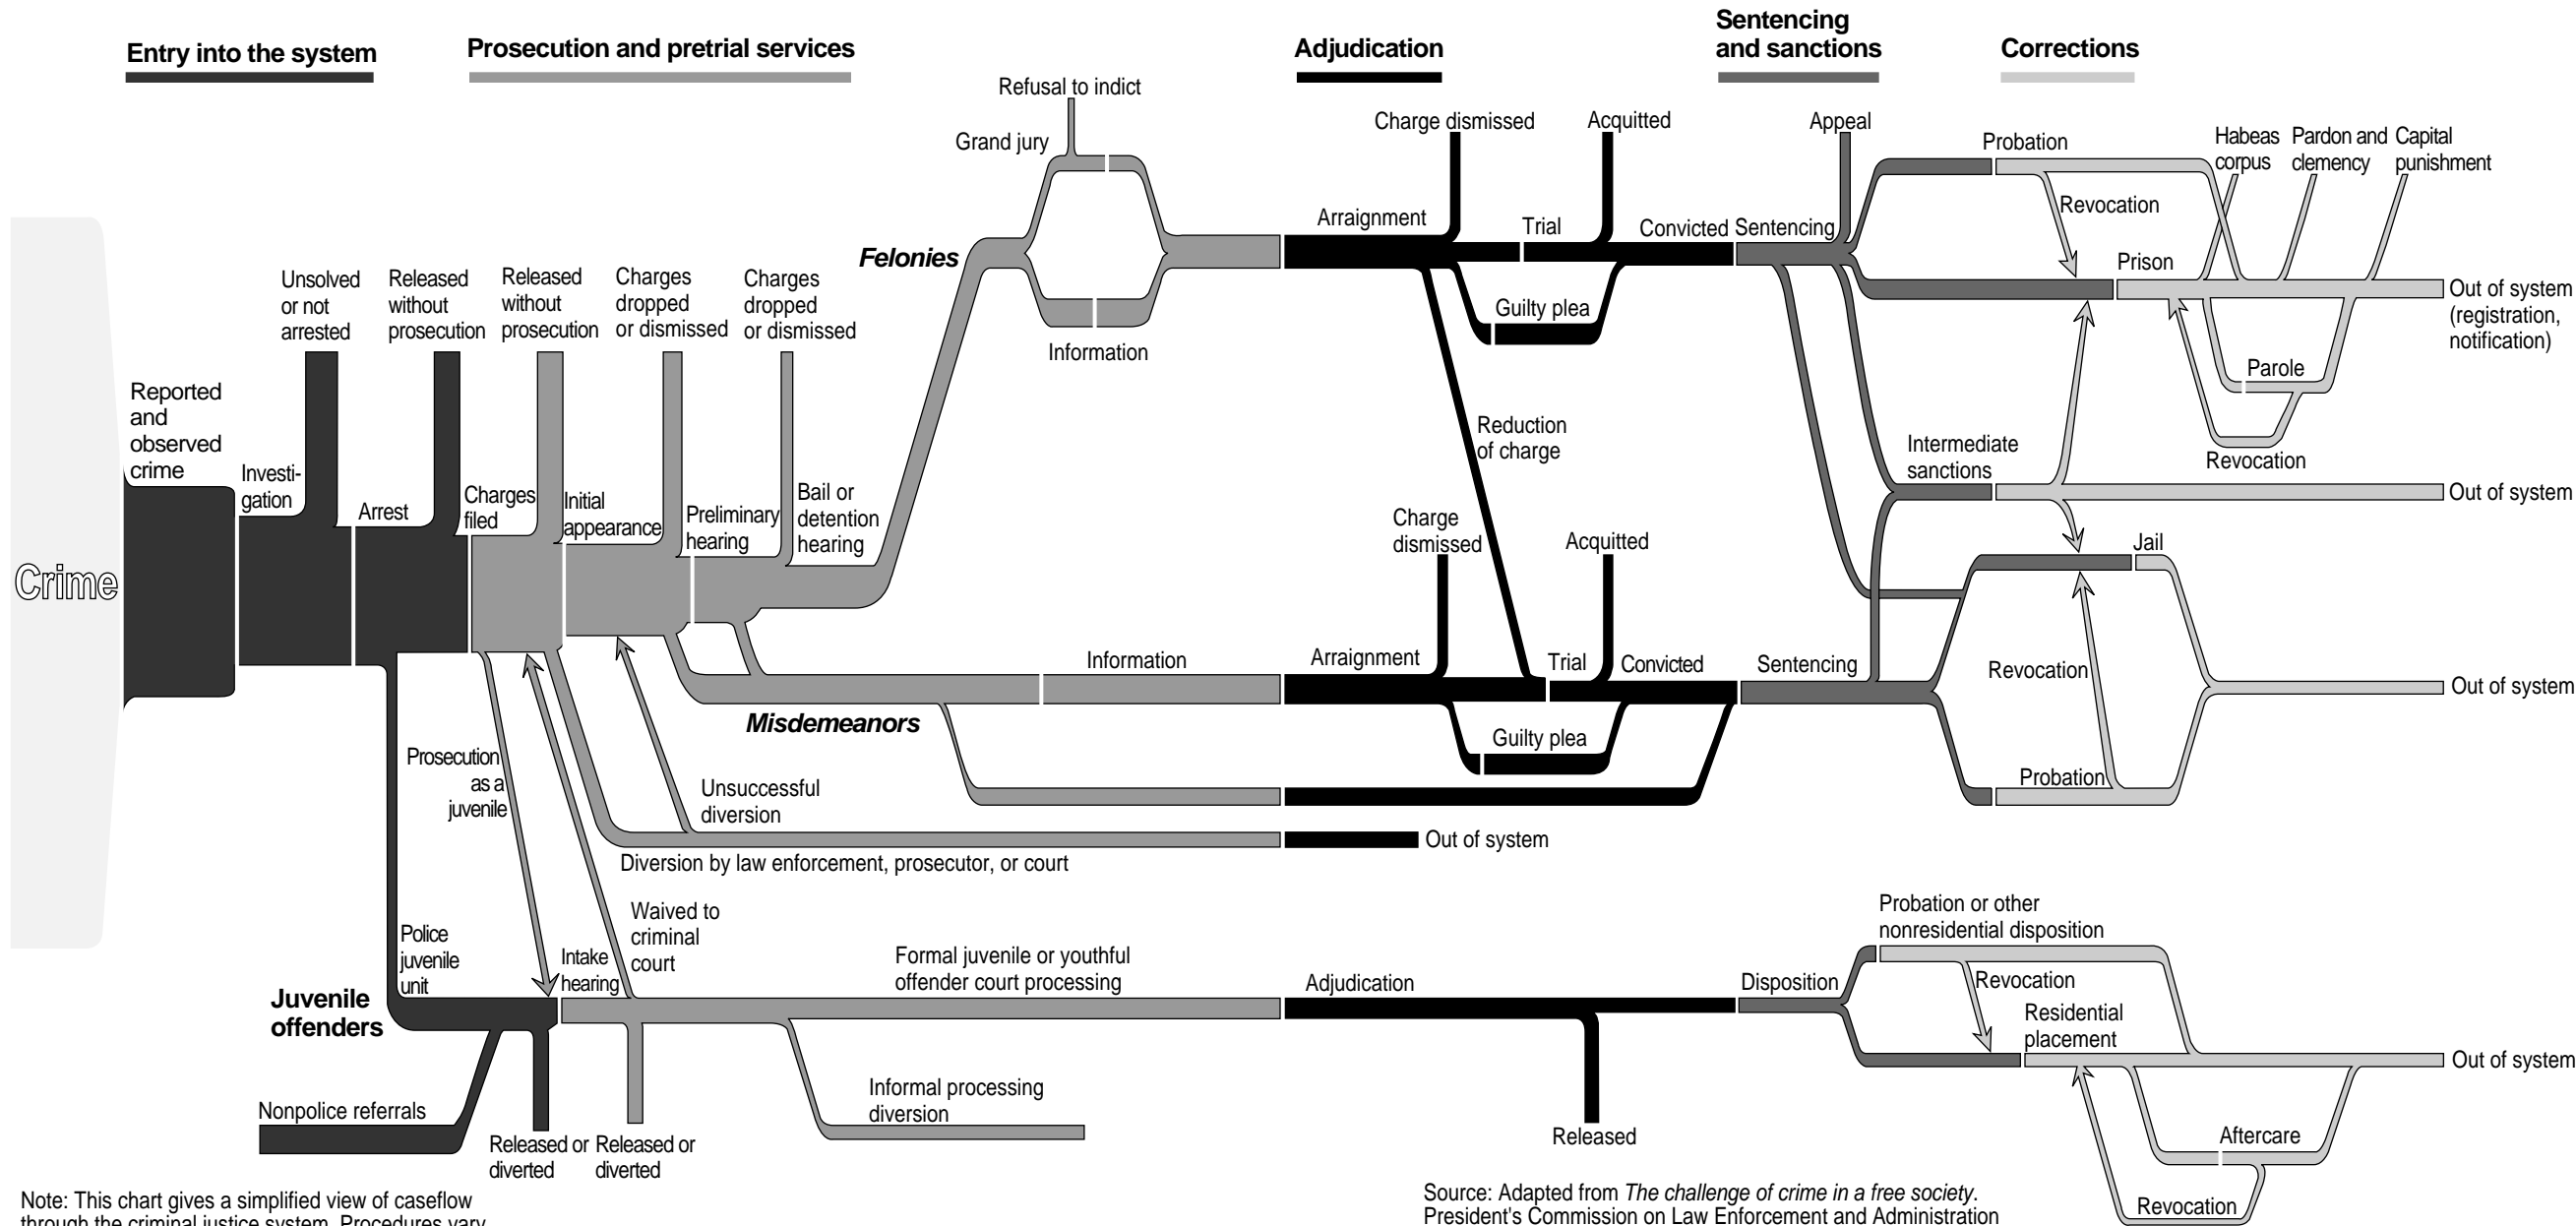 Entry into the system
Prosecution and pretrial services
Adjudication
Sentencing
and sanctions
Corrections
Refusal to indict
Grand jury
Charge dismissed
Acquitted
Appeal
Probation
Habeas
corpus
Pardon and
clemency
Capital
punishment
Revocation
Arraignment
Trial
Convicted
Sentencing
Felonies
Prison
Unsolved
or not
arrested
Released
without
prosecution
Released
without
prosecution
Charges
dropped
or dismissed
Charges
dropped
or dismissed
Guilty plea
Out of system
(registration,
notification)
Information
Parole
Reported
and
observed
crime
Reduction
of charge
Intermediate
sanctions
Revocation
Investi-
gation
Arrest
Charges
filed
Initial
appearance
Preliminary
hearing
Bail or
detention
hearing
Out of system
Charge
dismissed
Acquitted
Jail
Crime
Information
Arraignment
Trial
Convicted
Sentencing
Revocation
Out of system
Misdemeanors
Guilty plea
Prosecution
as a
juvenile
Unsuccessful
diversion
Probation
Out of system
Diversion by law enforcement, prosecutor, or court
Waived to
criminal
court
Police
juvenile
unit
Intake
hearing
Formal juvenile or youthful
offender court processing
Adjudication
Disposition
Probation or other
nonresidential disposition
Revocation
Juvenile
offenders
Residential
placement
Out of system
Nonpolice referrals
Released or
diverted
Released or
diverted
Informal processing
diversion
Released
Aftercare
Revocation
Note: This chart gives a simplified view of caseflow
through the criminal justice system. Procedures vary
Source: Adapted from The challenge of crime in a free society.
President's Commission on Law Enforcement and Administration